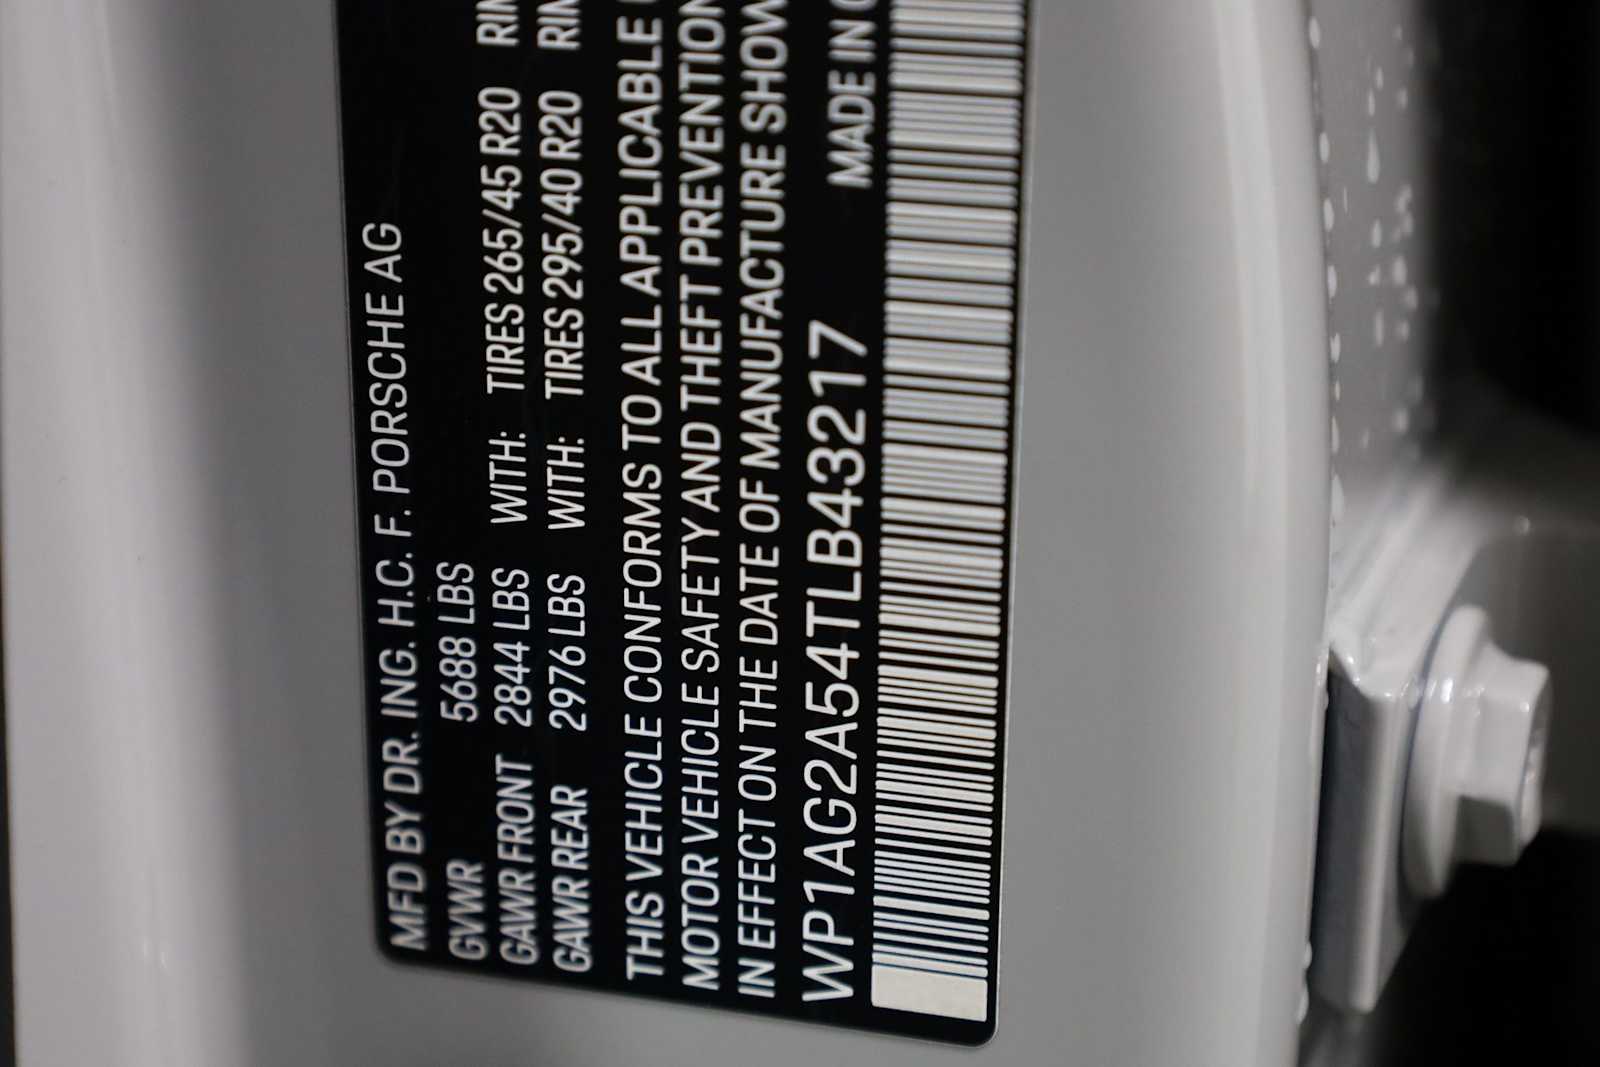 MFD BY DR. ING. H.C. F. PORSCHE AG
GVWR 5688 LBS
GAWR FRONT 2844 LBS WITH: TIRES 265/45 R20
GAWR REAR 2976 LBS WITH: TIRES 295/40 R20
THIS VEHICLE CONFORMS TO ALL APPLICABLE
MOTOR VEHICLE SAFETY AND THEFT PREVENTION
IN EFFECT ON THE DATE OF MANUFACTURE SHOW
WP1AG2A54TLB43217 MADE IN